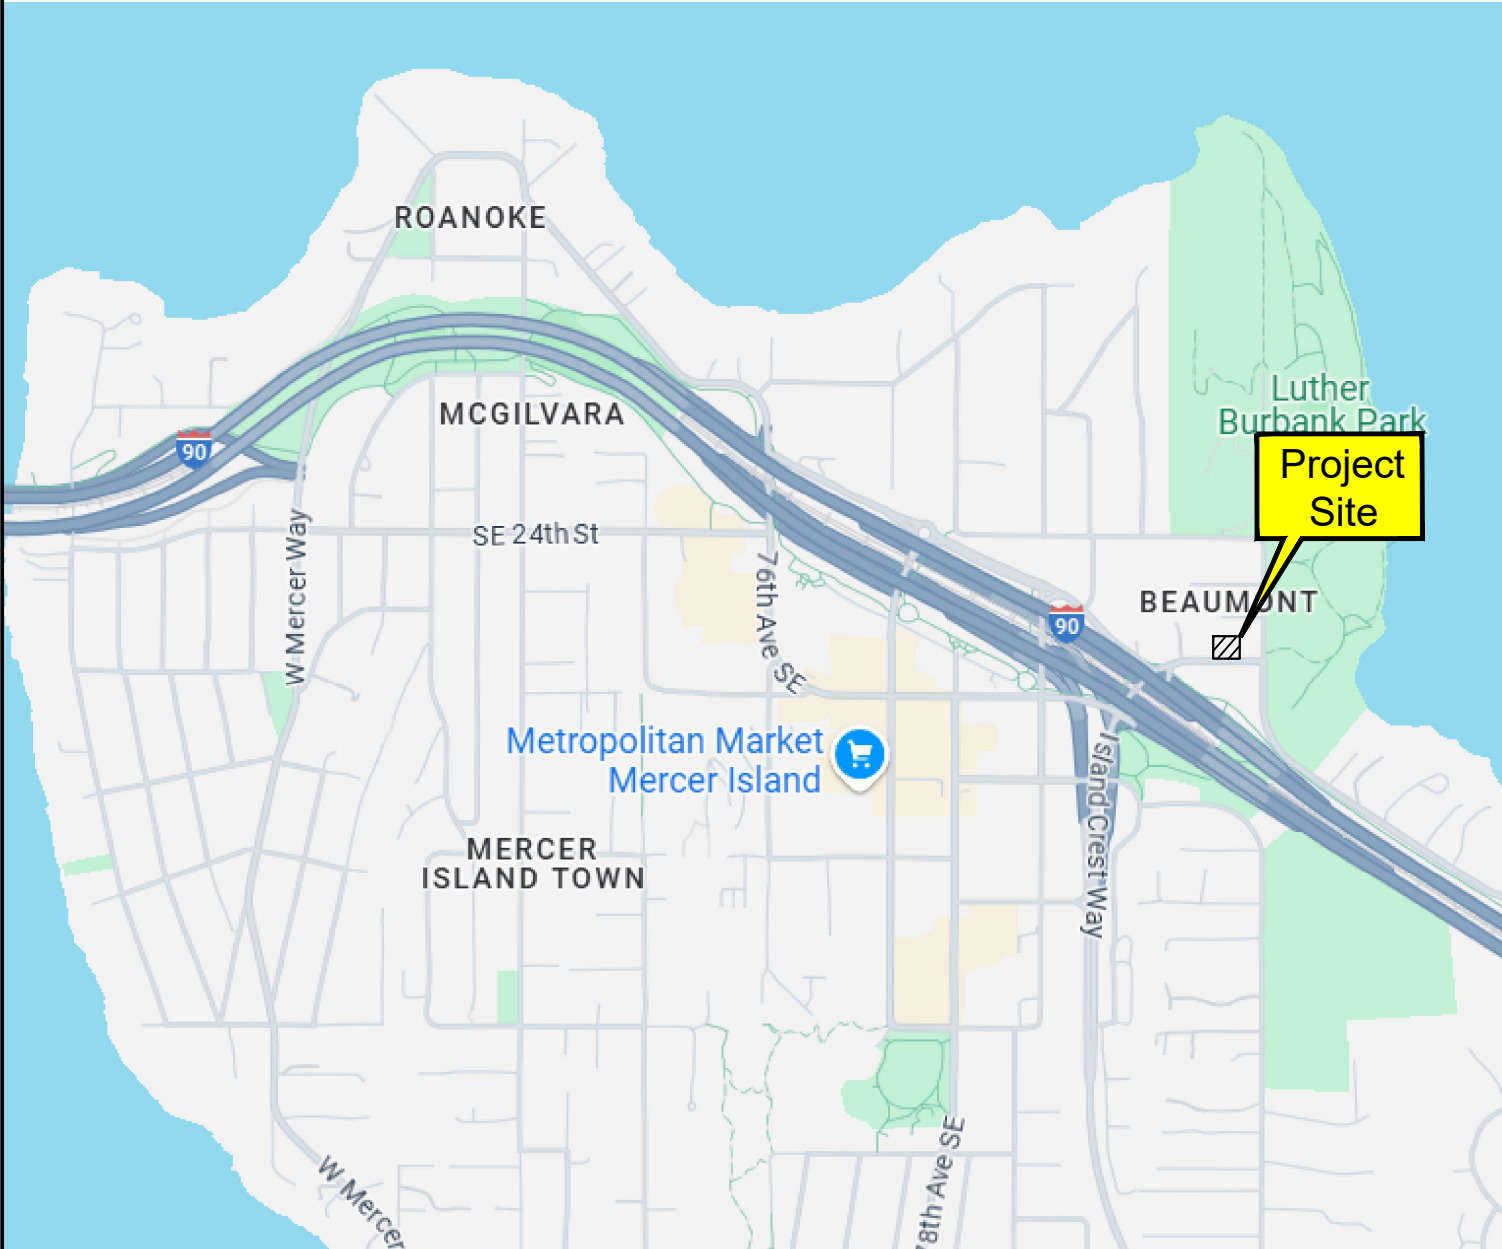 ROANOKE
Luther
Burbank Park
MCGILVARA
90
Project
Site
SE 24th St
W Mercer Way
76th Ave SE
BEAUMONT
90
Metropolitan Market
Mercer Island
Island Crest Way
MERCER
ISLAND TOWN
W Mercer
78th Ave SE